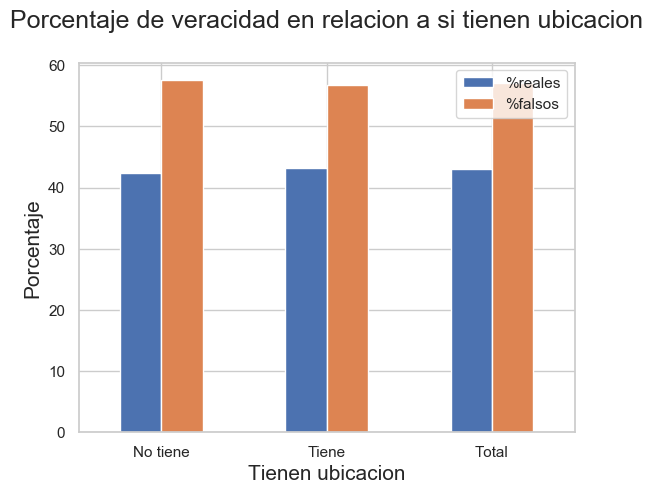 Porcentaje de veracidad en relacion a si tienen ubicacion
60
50
40
30
20
10
0
Porcentaje
%reales
%falsos
No tiene
Tiene
Total
Tienen ubicacion